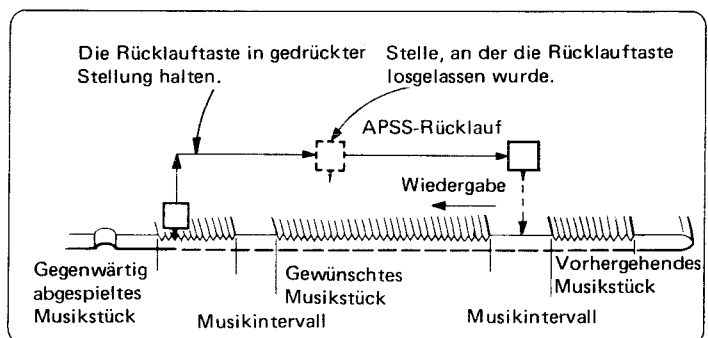 Die Rücklauftaste in gedrückter
Stellung halten.
Stelle, an der die Rücklauftaste
losgelassen wurde.
APSS-Rücklauf
Wiedergabe
Gegenwärtig
abgespieltes
Musikstück
Musikintervall
Gewünschtes
Musikstück
Musikintervall
Vorhergehendes
Musikstück